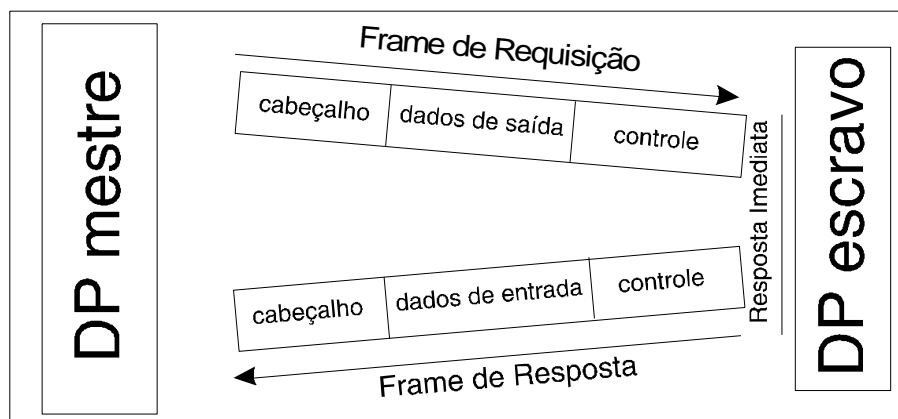 DP mestre
Frame de Requisição
cabeçalho
dados de saída
controle
Resposta Imediata
cabeçalho
dados de entrada
controle
Frame de Resposta
DP escravo